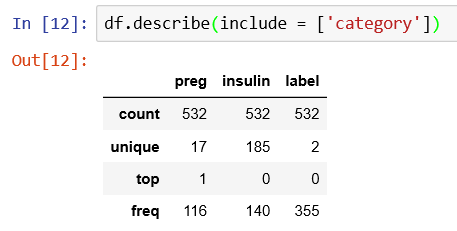 In [12]: df.describe(include = ['category'])
Out[12]:
preg insulin label
count 532 532 532
unique 17 185 2
top 1 0 0
freq 116 140 355